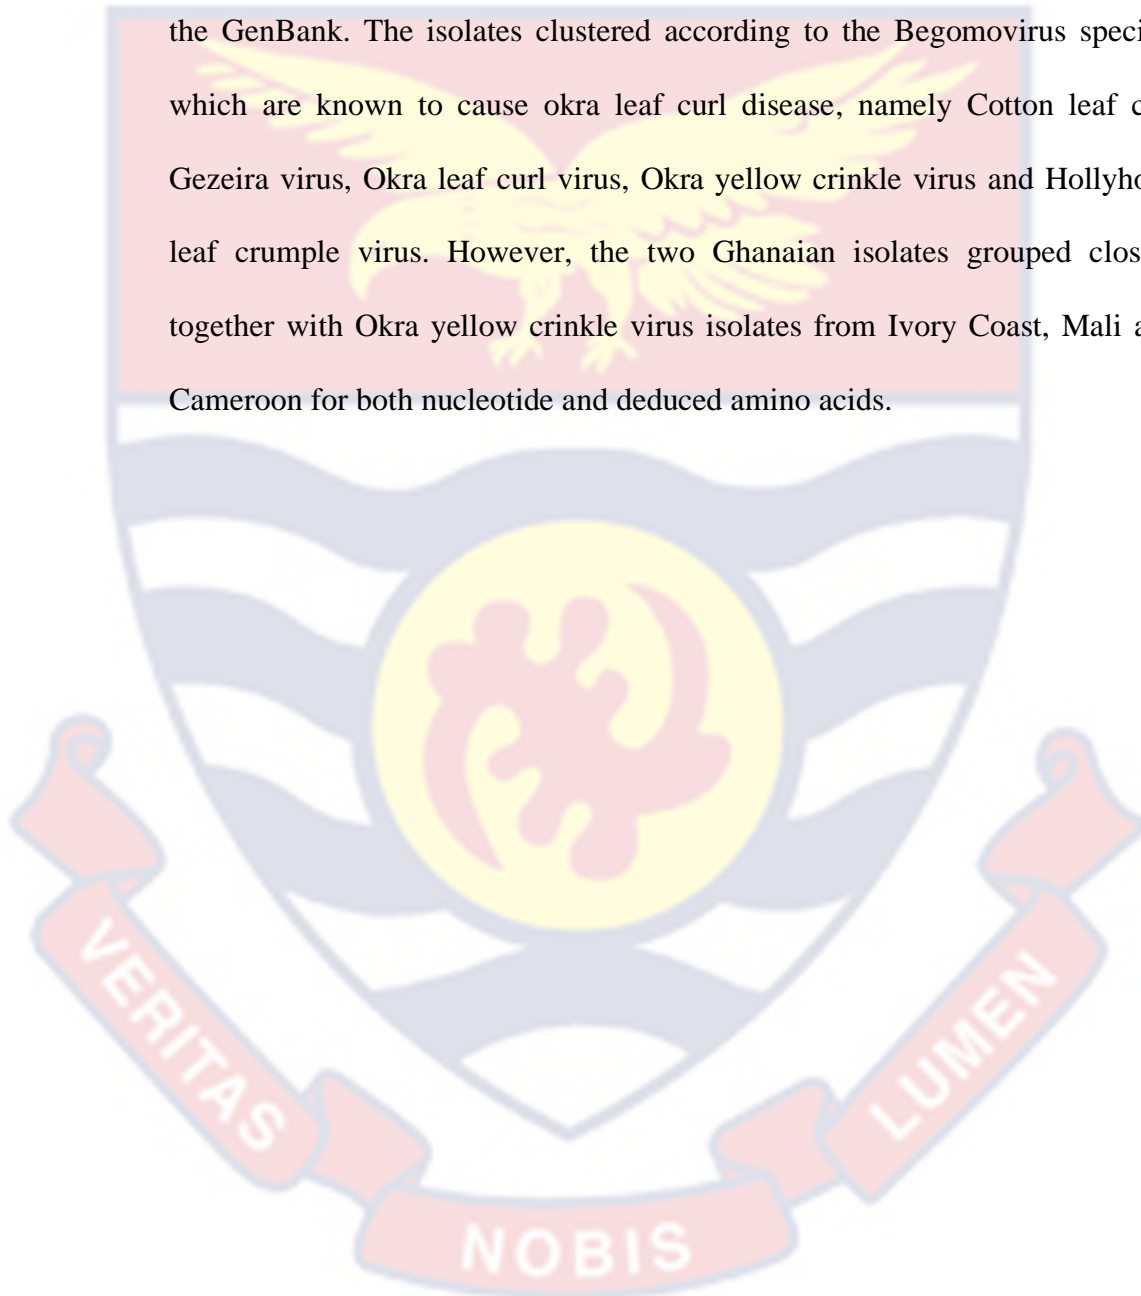 the GenBank. The isolates clustered according to the Begomovirus speci
which are known to cause okra leaf curl disease, namely Cotton leaf c
Gezeira virus, Okra leaf curl virus, Okra yellow crinkle virus and Hollyho
leaf crumple virus. However, the two Ghanaian isolates grouped clos
together with Okra yellow crinkle virus isolates from Ivory Coast, Mali a
Cameroon for both nucleotide and deduced amino acids.
VERITAS
NOBIS
LUMEN